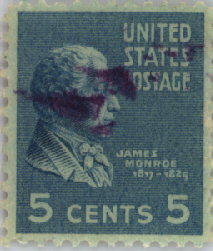 UNITED
STATES
POSTAGE
JAMES
MONROE
1817-1825
5 CENTS 5